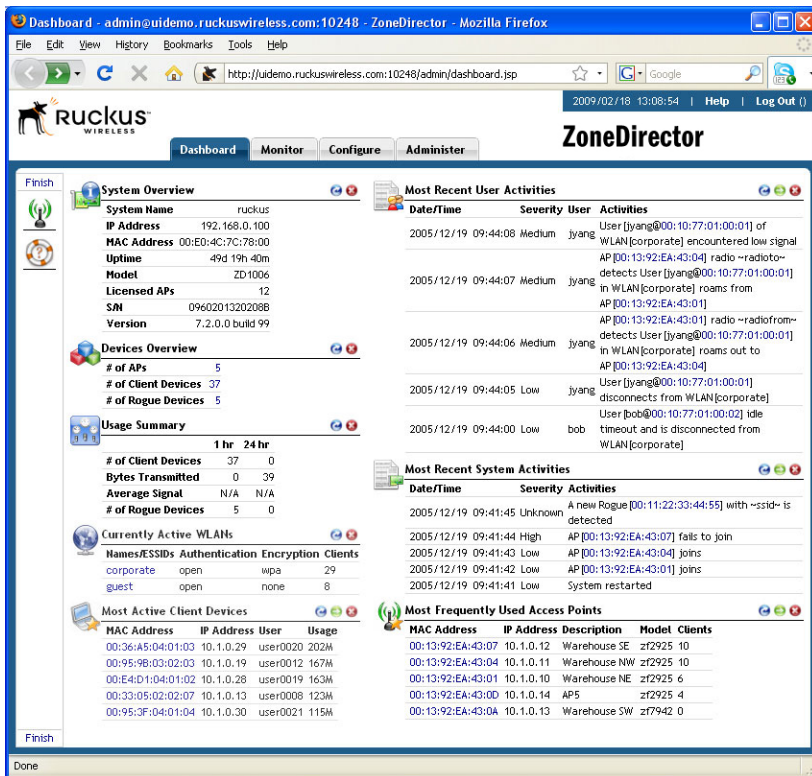 Dashboard - admin@uidemo.ruckuswireless.com:10248 - ZoneDirector - Mozilla Firefox
File Edit View History Bookmarks Tools Help
http://uidemo.ruckuswireless.com:10248/admin/dashboard.jsp
G Google
2009/02/18 13:08:54 | Help | Log Out ()
RUCKUS
WIRELESS
Dashboard Monitor Configure Administer
ZoneDirector
Finish
System Overview
System Name ruckus
IP Address 192.168.0.100
MAC Address 00:E0:4C:7C:78:00
Uptime 49d 19h 40m
Model ZD1006
Licensed APs 12
S/N 0960201320208B
Version 7.2.0.0 build 99
Devices Overview
# of APs 5
# of Client Devices 37
# of Rogue Devices 5
Usage Summary
1 hr 24 hr
# of Client Devices 37 0
Bytes Transmitted 0 39
Average Signal N/A N/A
# of Rogue Devices 5 0
Currently Active WLANs
Names/ESSIDs Authentication Encryption Clients
corporate open wpa 29
guest open none 8
Most Active Client Devices
MAC Address IP Address User Usage
00:36:A5:04:01:03 10.1.0.29 user0020 202M
00:95:9B:03:02:03 10.1.0.19 user0012 167M
00:E4:D1:04:01:02 10.1.0.28 user0019 163M
00:33:05:02:02:07 10.1.0.13 user0008 123M
00:95:3F:04:01:04 10.1.0.30 user0021 115M
Most Recent User Activities
Date/Time Severity User Activities
2005/12/19 09:44:08 Medium jyang User[jyang@00:10:77:01:00:01] of
WLAN[corporate] encountered low signal
2005/12/19 09:44:07 Medium jyang AP[00:13:92:EA:43:04] radio ~radioto~
detects User[jyang@00:10:77:01:00:01]
in WLAN[corporate] roams from
AP[00:13:92:EA:43:01]
2005/12/19 09:44:06 Medium jyang AP[00:13:92:EA:43:01] radio ~radiofrom~
detects User[jyang@00:10:77:01:00:01]
in WLAN[corporate] roams out to
AP[00:13:92:EA:43:04]
2005/12/19 09:44:05 Low jyang User[jyang@00:10:77:01:00:01]
disconnects from WLAN[corporate]
2005/12/19 09:44:00 Low bob User[bob@00:10:77:01:00:02] idle
timeout and is disconnected from
WLAN[corporate]
Most Recent System Activities
Date/Time Severity Activities
2005/12/19 09:41:45 Unknown A new Rogue[00:11:22:33:44:55] with ~ssid~ is
detected
2005/12/19 09:41:44 High AP[00:13:92:EA:43:07] fails to join
2005/12/19 09:41:43 Low AP[00:13:92:EA:43:04] joins
2005/12/19 09:41:42 Low AP[00:13:92:EA:43:01] joins
2005/12/19 09:41:41 Low System restarted
Most Frequently Used Access Points
MAC Address IP Address Description Model Clients
00:13:92:EA:43:07 10.1.0.12 Warehouse SE zf2925 10
00:13:92:EA:43:04 10.1.0.11 Warehouse NW zf2925 10
00:13:92:EA:43:01 10.1.0.10 Warehouse NE zf2925 6
00:13:92:EA:43:0D 10.1.0.14 AP5 zf2925 4
00:13:92:EA:43:0A 10.1.0.13 Warehouse SW zf7942 0
Finish
Done